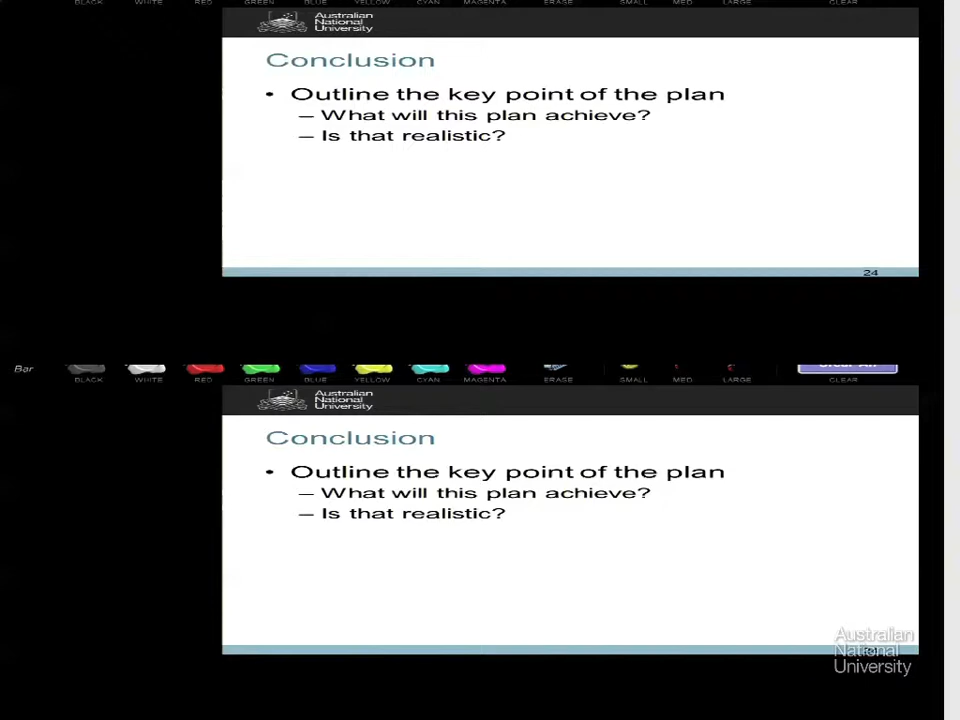 BLACK WHITE RED GREEN BLUE YELLOW CYAN MAGENTA ERASE SMALL MED LARGE CLEAR
Australian
National
University
Conclusion
• Outline the key point of the plan
– What will this plan achieve?
– Is that realistic?
24
Bar
Clear All
BLACK WHITE RED GREEN BLUE YELLOW CYAN MAGENTA ERASE SMALL MED LARGE CLEAR
Australian
National
University
Conclusion
• Outline the key point of the plan
– What will this plan achieve?
– Is that realistic?
Australian
National
University